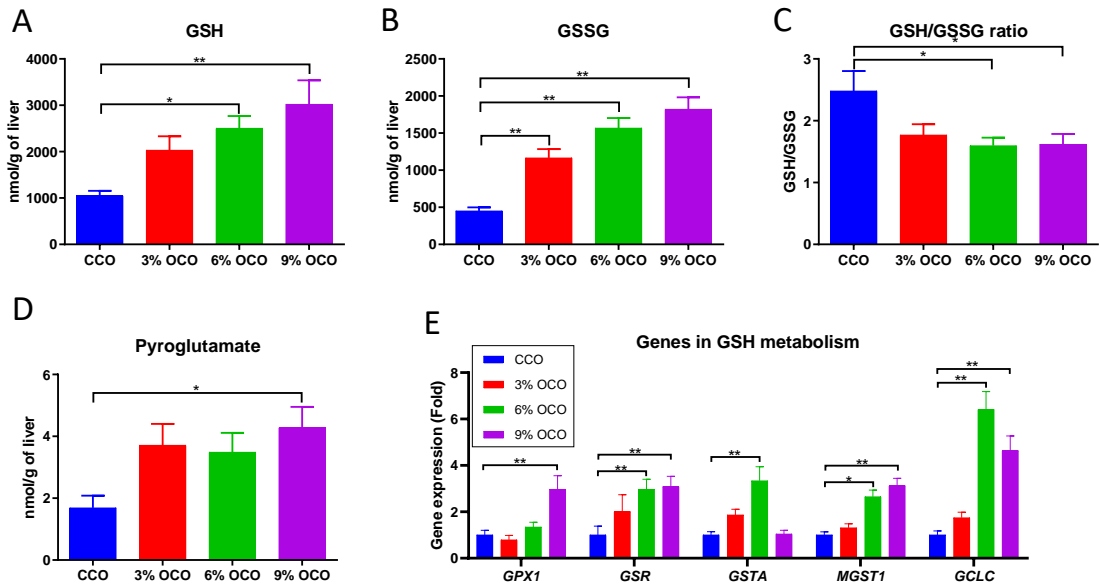 A
GSH
nmol/g of liver
4000
3000
2000
1000
0
**
*
CCO
3% OCO
6% OCO
9% OCO
B
GSSG
nmol/g of liver
2500
2000
1500
1000
500
0
**
**
**
CCO
3% OCO
6% OCO
9% OCO
C
GSH/GSSG ratio
GSH/GSSG
3
2
1
0
*
*
CCO
3% OCO
6% OCO
9% OCO
D
Pyroglutamate
nmol/g of liver
6
4
2
0
*
CCO
3% OCO
6% OCO
9% OCO
E
Genes in GSH metabolism
Gene expression (Fold)
8
6
4
2
0
CCO
3% OCO
6% OCO
9% OCO
**
**
**
**
**
*
**
**
GPX1
GSR
GSTA
MGST1
GCLC